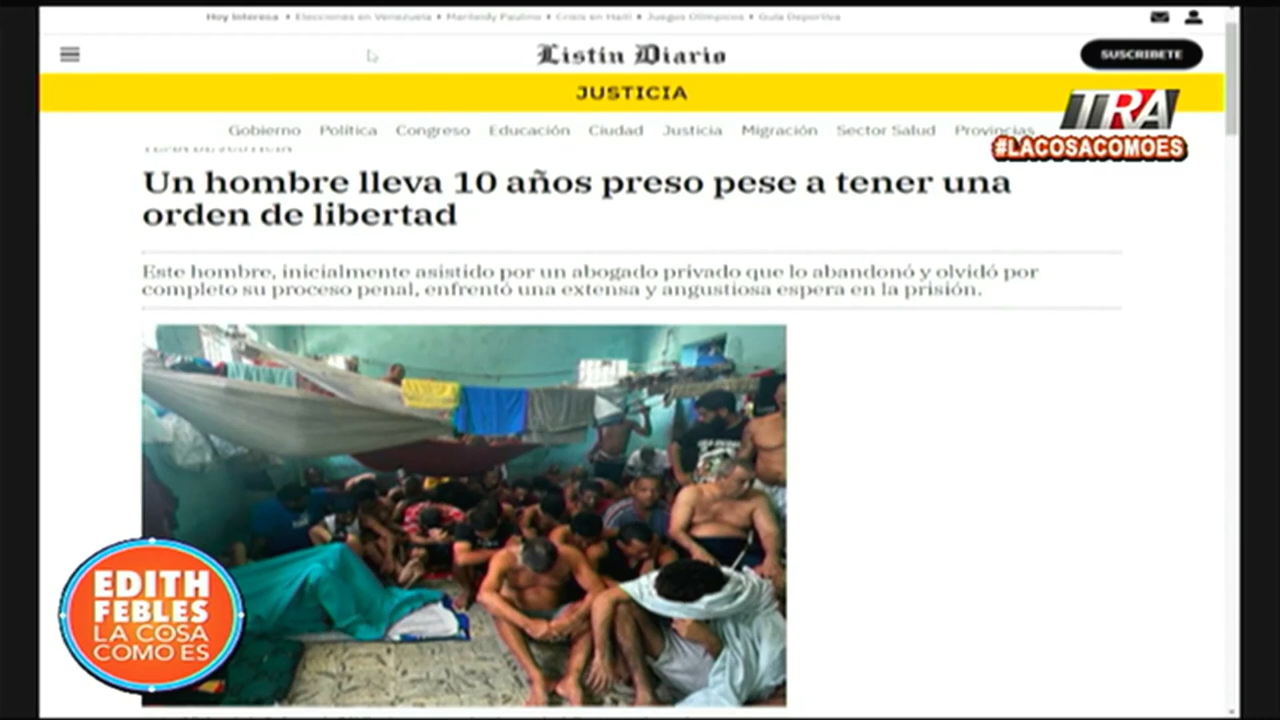 Hoy Interesa • Elecciones en Venezuela • Marileidy Paulino • Crisis en Haití • Juegos Olímpicos • Guía Deportiva
Listin Diario
SUSCRIBETE
JUSTICIA
TRA
Gobierno Política Congreso Educación Ciudad Justicia Migración Sector Salud Provincias
#LACOSACOMOES
Un hombre lleva 10 años preso pese a tener una
orden de libertad
Este hombre, inicialmente asistido por un abogado privado que lo abandonó y olvidó por
completo su proceso penal, enfrentó una extensa y angustiosa espera en la prisión.
EDITH
FEBLES
LA COSA
COMO ES